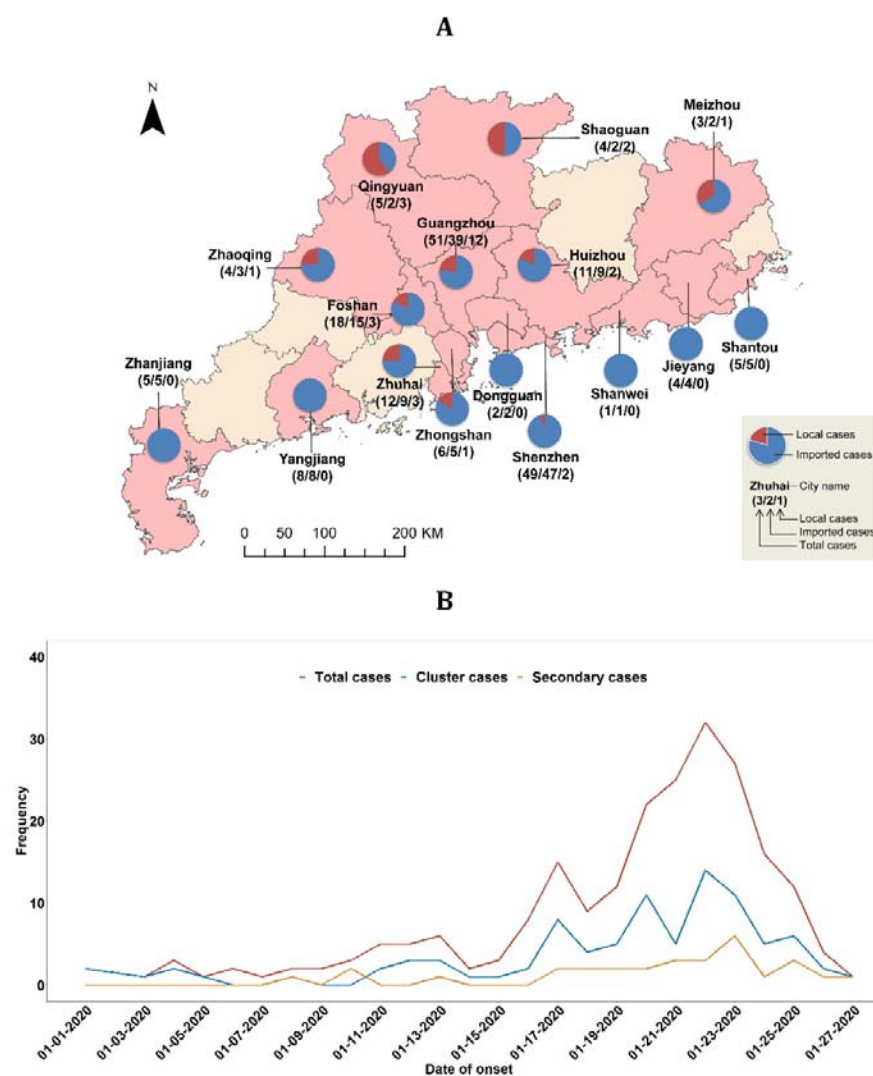 A
N
Meizhou
(3/2/1)
Shaoguan
(4/2/2)
Qingyuan
(5/2/3)
Guangzhou
(51/39/12)
Zhaoqing
(4/3/1)
Huizhou
(11/9/2)
Foshan
(18/15/3)
Zhanjiang
(5/5/0)
Zhuhai
(12/9/3)
Dongguan
(2/2/0)
Shanwei
(1/1/0)
Jieyang
(4/4/0)
Shantou
(5/5/0)
Yangjiang
(8/8/0)
Zhongshan
(6/5/1)
Shenzhen
(49/47/2)
Local cases
Imported cases
Zhuhai City name
(3/2/1)
Local cases
Imported cases
Total cases
0 50 100 200 KM
B
Total cases Cluster cases Secondary cases
Frequency
40
30
20
10
0
01-01-2020
01-03-2020
01-05-2020
01-07-2020
01-09-2020
01-11-2020
01-13-2020
01-15-2020
01-17-2020
01-19-2020
01-21-2020
01-23-2020
01-25-2020
01-27-2020
Date of onset